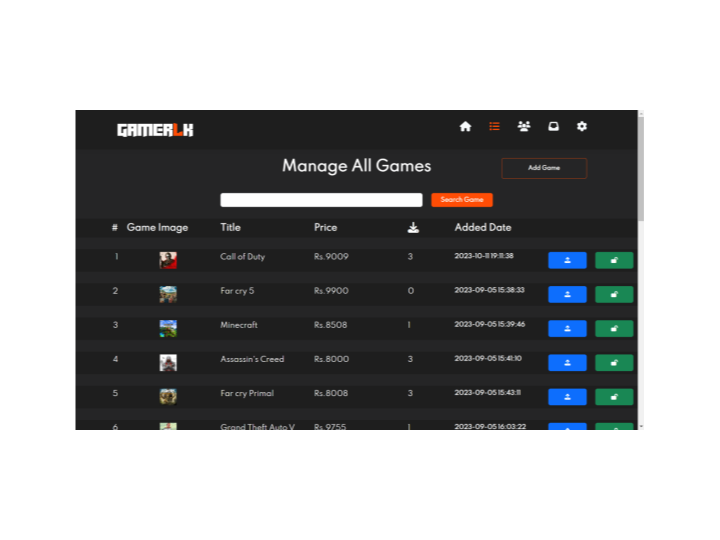 GAMERLK
Manage All Games
Add Game
Search Game
# Game Image Title Price Added Date
1 Call of Duty Rs.9009 3 2023-10-11 19:11:38
2 Far cry 5 Rs.9900 0 2023-09-05 15:38:33
3 Minecraft Rs.8508 1 2023-09-05 15:39:46
4 Assassin's Creed Rs.8000 3 2023-09-05 15:41:10
5 Far cry Primal Rs.8008 3 2023-09-05 15:43:11
6 Grand Theft Auto V Rs.9755 1 2023-09-05 16:03:22